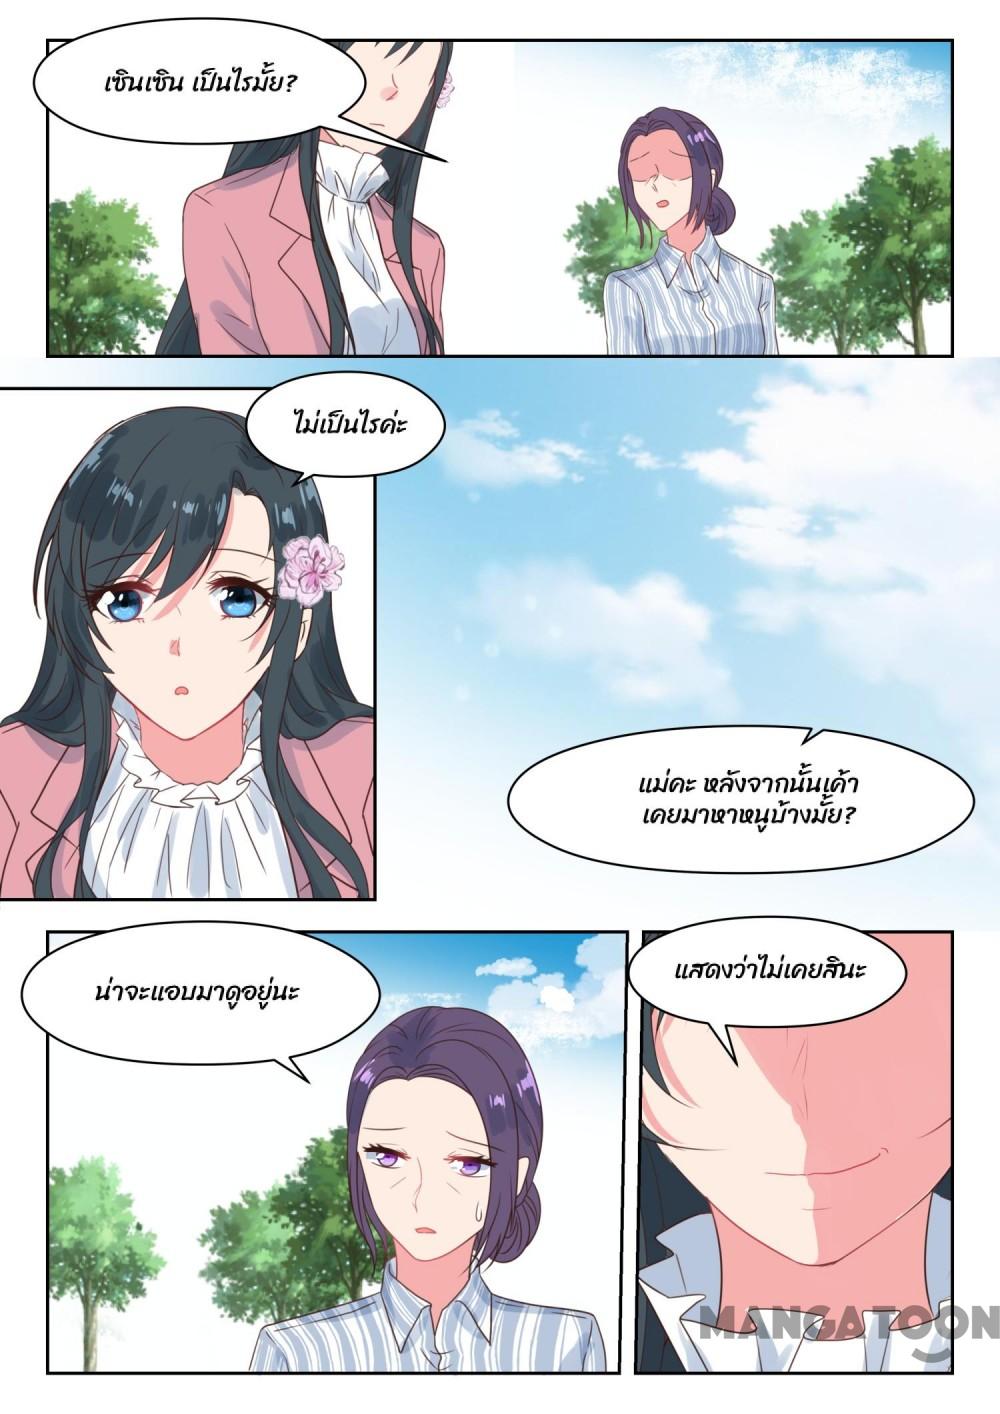 เซินเซิน เป็นไรมั้ย?
ไม่เป็นไรค่ะ
แม่คะ หลังจากนั้นเค้า
เคยมาหาหนูบ้างมั้ย?
น่าจะแอบมาดูอยู่นะ
แสดงว่าไม่เคยสินะ
MANGATOON